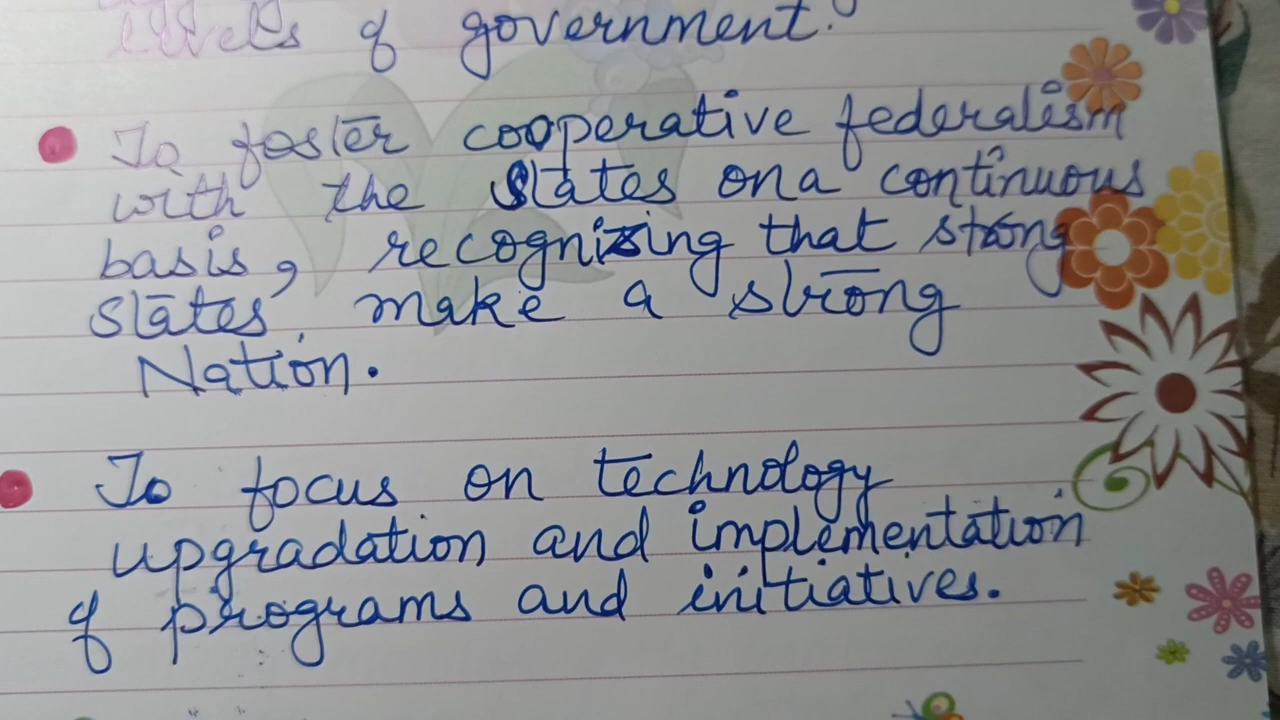 levels of government.
To foster cooperative federalism
with the States on a continuous
basis, recognizing that strong
states, make a strong
Nation.
To focus on technology
upgradation and implementation
of programs and initiatives.